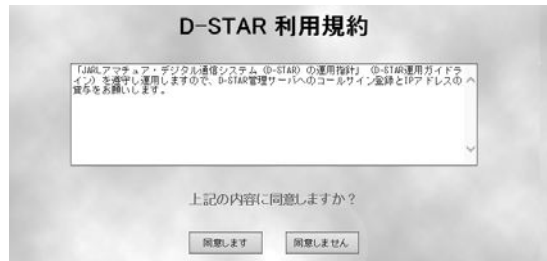 D-STAR 利用規約
「JARLアマチュア・デジタル通信システム（D-STAR）の運用指針」（D-STAR運用ガイドラ
イン）を遵守し運用しますので、D-STAR管理サーバへのコールサイン登録とIPアドレスの
貸与をお願いします。
上記の内容に同意しますか？
同意します
同意しません